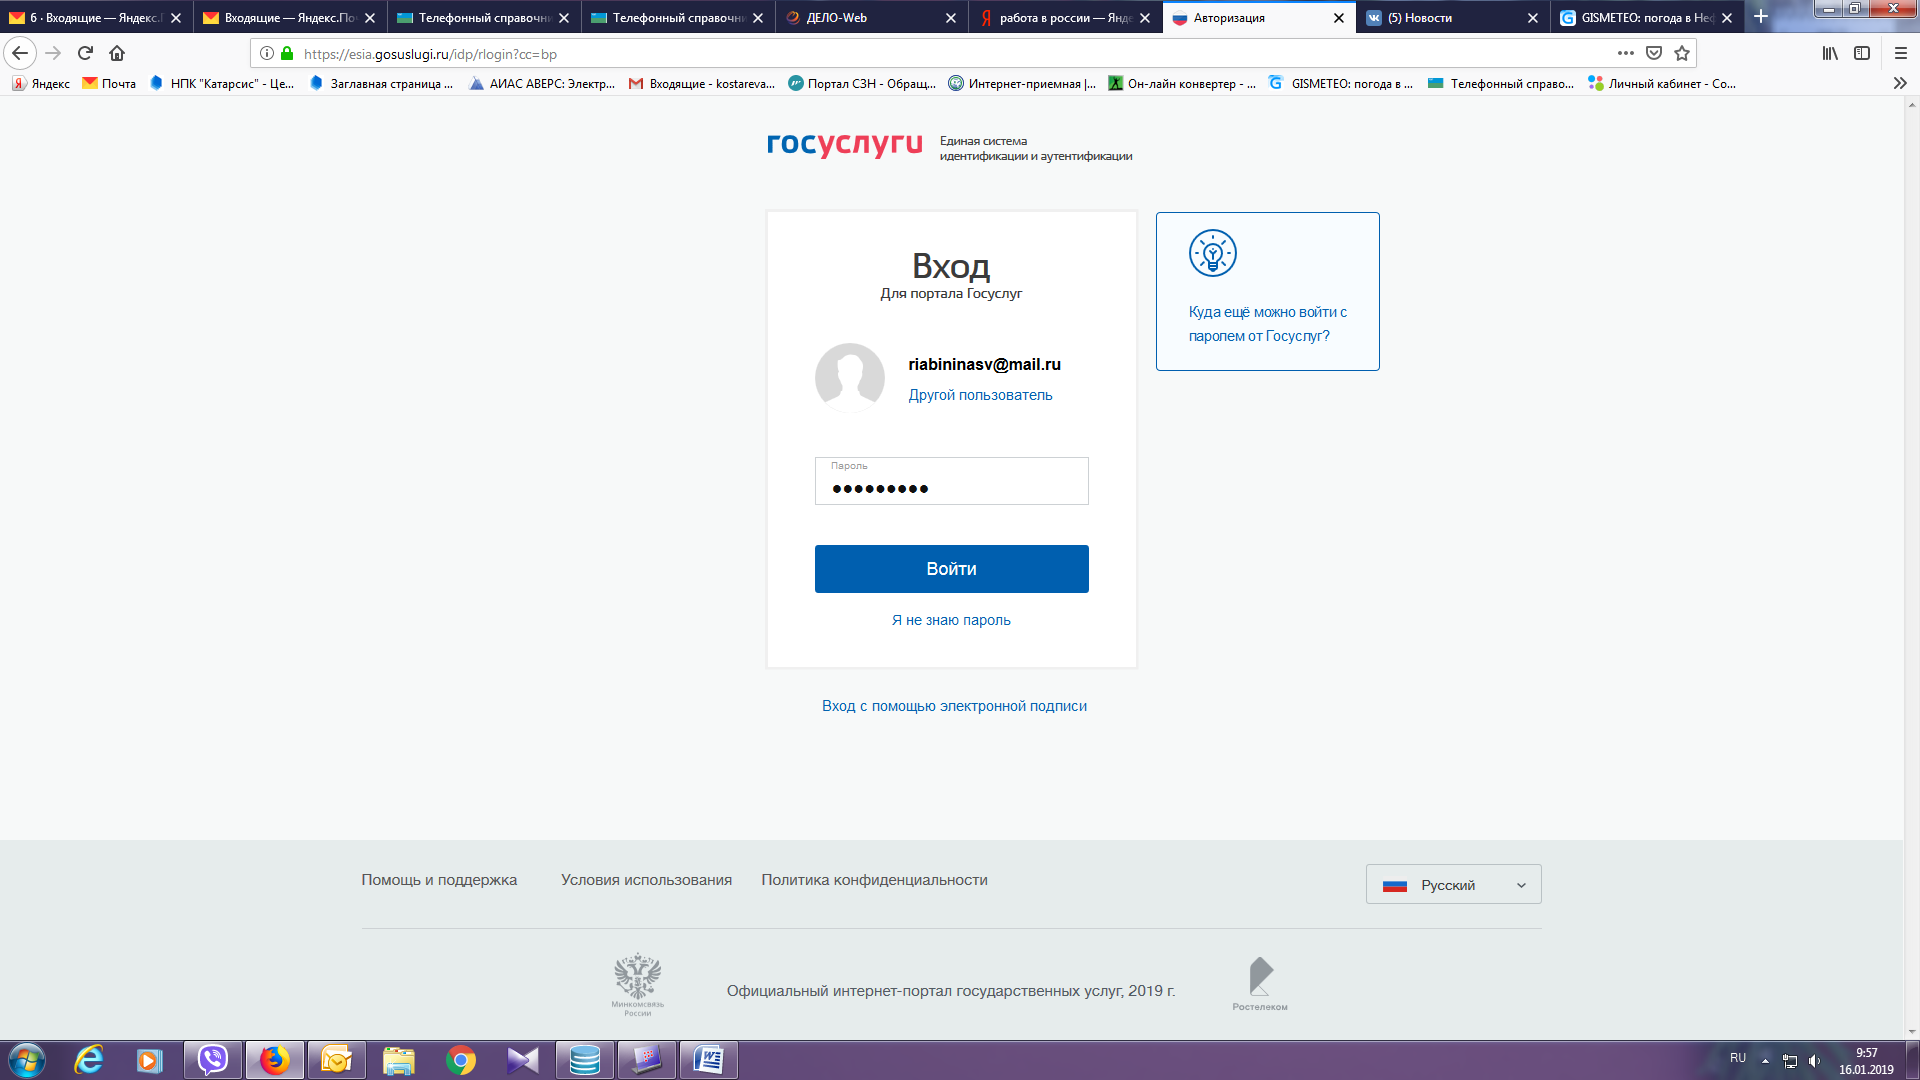 6 · Входящие — Яндекс.П
Входящие — Яндекс.По
Телефонный справочни
Телефонный справочни
ДЕЛО-Web
работа в россии — Янде
Авторизация
(5) Новости
GISMETEO: погода в Неф
https://esia.gosuslugi.ru/idp/rlogin?cc=bp
Яндекс
Почта
НПК "Катарсис" - Це...
Заглавная страница ...
АИАС АВЕРС: Электр...
Входящие - kostareva...
Портал СЗН - Обращ...
Интернет-приемная |...
Он-лайн конвертер - ...
GISMETEO: погода в ...
Телефонный справо...
Личный кабинет - Со...
госуслуги
Единая система
идентификации и аутентификации
Вход
Для портала Госуслуг
riabininasv@mail.ru
Другой пользователь
Пароль
Войти
Я не знаю пароль
Вход с помощью электронной подписи
Куда ещё можно войти с
паролем от Госуслуг?
Помощь и поддержка
Условия использования
Политика конфиденциальности
Русский
Минкомсвязь
России
Официальный интернет-портал государственных услуг, 2019 г.
Ростелеком
RU
9:57
16.01.2019